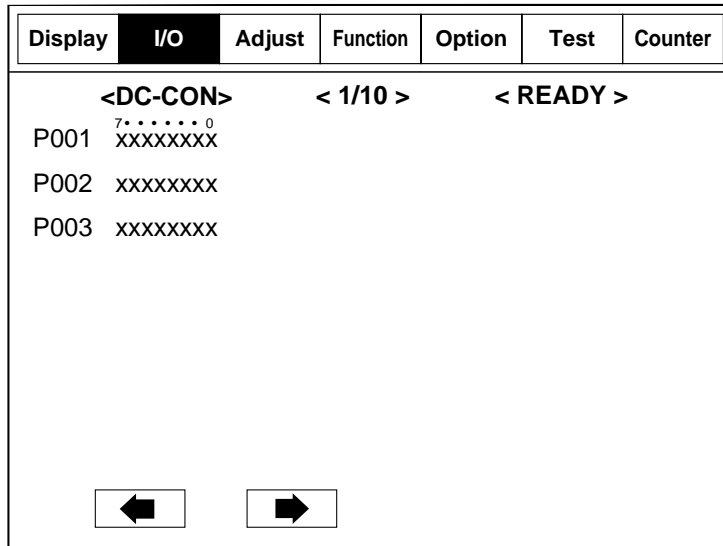 Display I/O Adjust Function Option Test Counter
<DC-CON> < 1/10 > < READY >
7• • • • • • 0
P001 xxxxxxxx
P002 xxxxxxxx
P003 xxxxxxxx